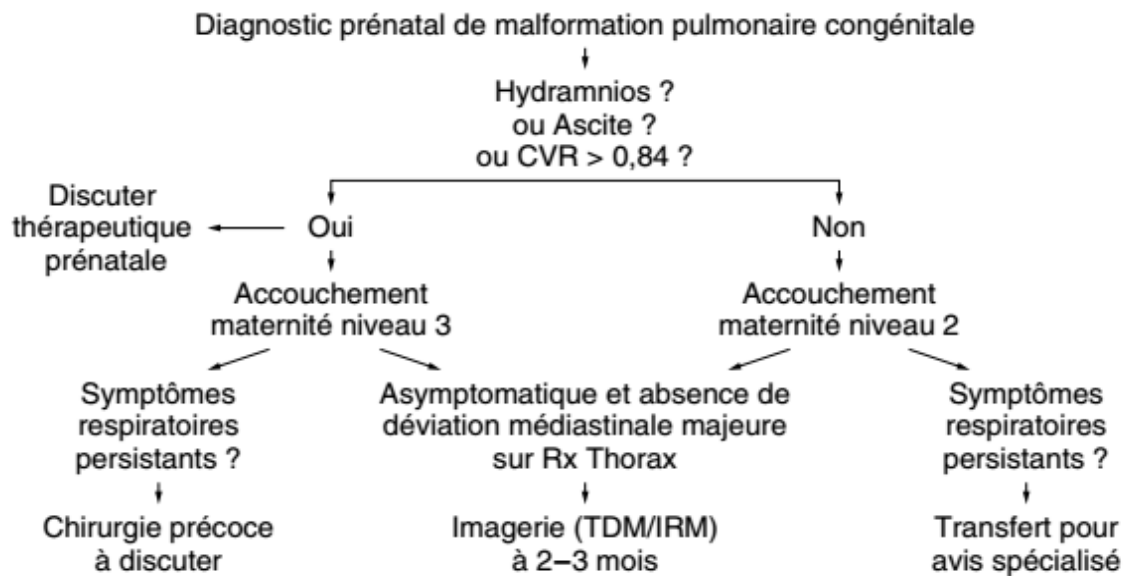 Diagnostic prénatal de malformation pulmonaire congénitale
Hydramnios ?
ou Ascite ?
ou CVR > 0,84 ?
Discuter
thérapeutique
prénatale
Oui
Non
Accouchement
maternité niveau 3
Accouchement
maternité niveau 2
Symptômes
respiratoires
persistants ?
Asymptomatique et absence de
déviation médiastinale majeure
sur Rx Thorax
Symptômes
respiratoires
persistants ?
Chirurgie précoce
à discuter
Imagerie (TDM/IRM)
à 2–3 mois
Transfert pour
avis spécialisé